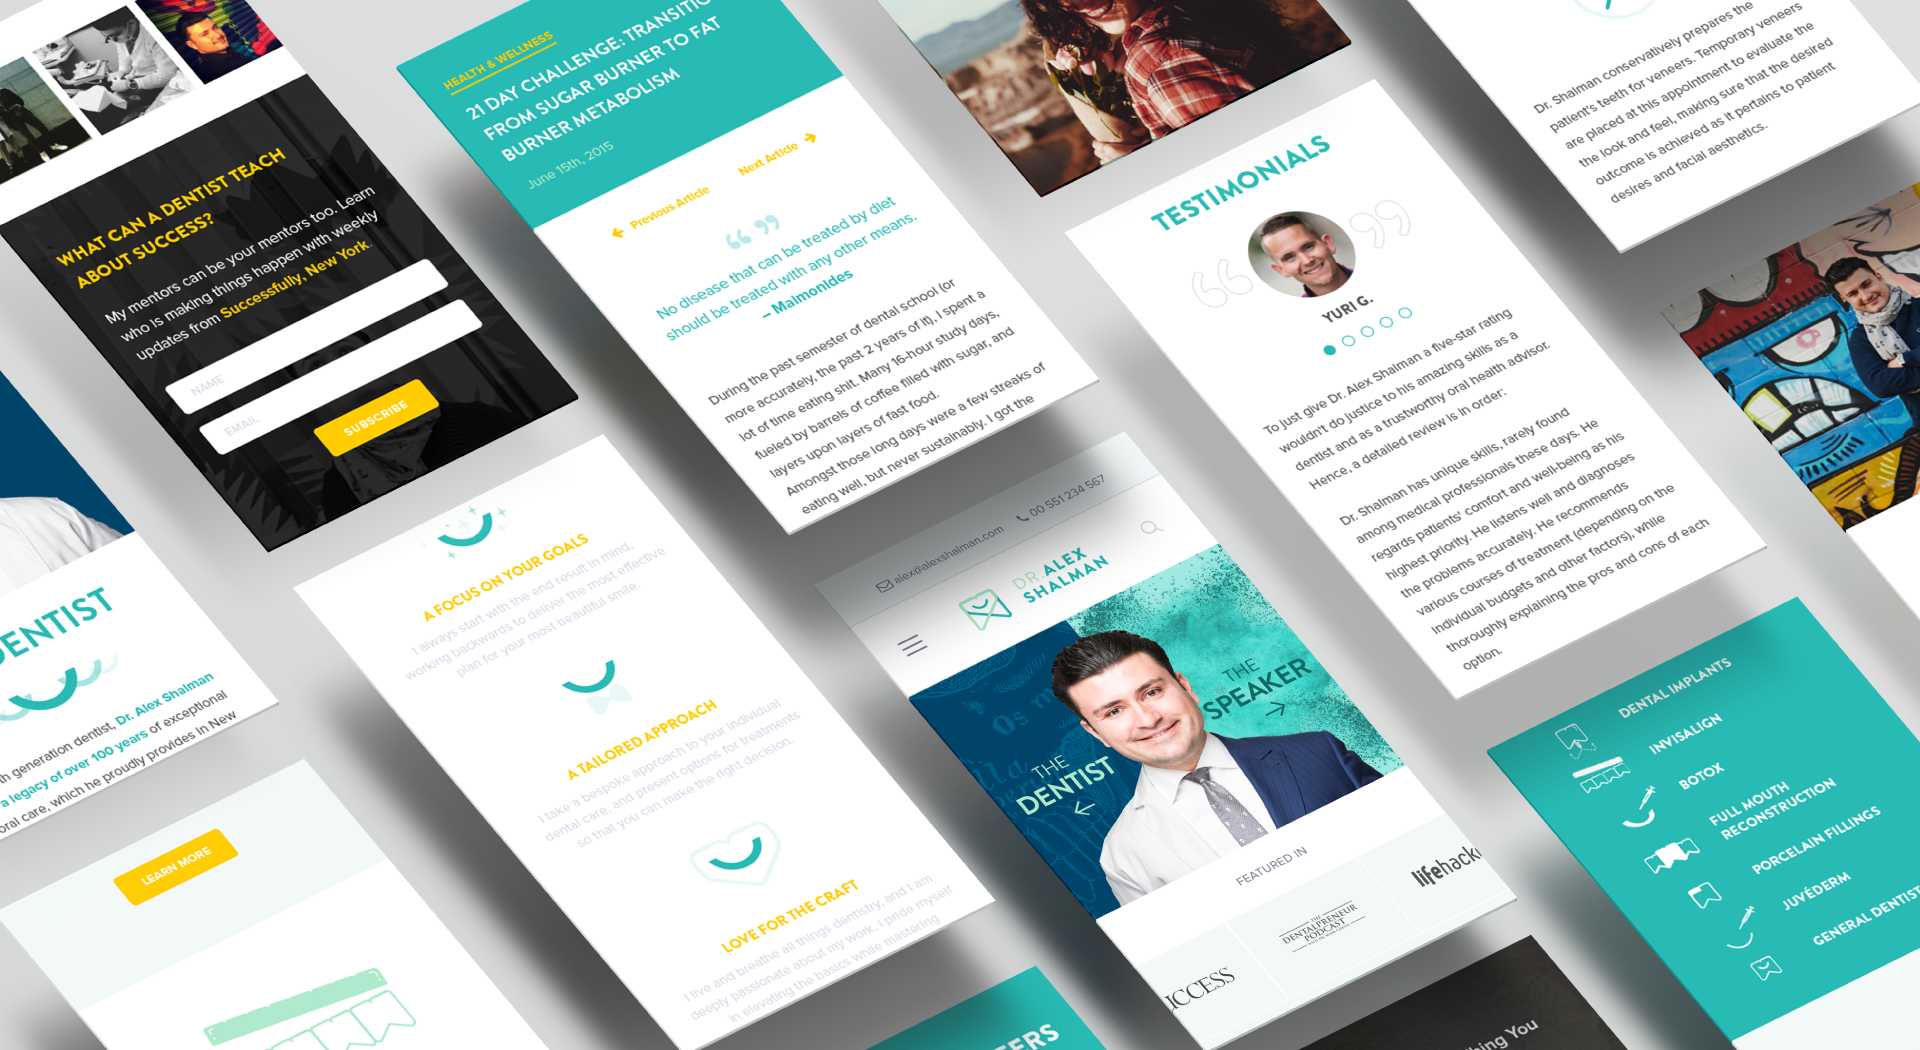 WHAT CAN A DENTIST TEACH
ABOUT SUCCESS?
My mentors can be your mentors too. Learn
who is making things happen with weekly
updates from Successfully, New York.
NAME
EMAIL
SUBSCRIBE
DENTIST
generation dentist, Dr. Alex Shalman
a legacy of over 100 years of exceptional
oral care, which he proudly provides in New
LEARN MORE
HEALTH & WELLNESS
21 DAY CHALLENGE: TRANSITIO
FROM SUGAR BURNER TO FAT
BURNER METABOLISM
June 15th, 2015
Previous Article
Next Article
No disease that can be treated by diet
should be treated with any other means.
– Maimonides
During the past semester of dental school (or
more accurately, the past 2 years of it), I spent a
lot of time eating shit. Many 16-hour study days,
fueled by barrels of coffee filled with sugar, and
layers upon layers of fast food.
Amongst those long days were a few streaks of
eating well, but never sustainably. I got the
A FOCUS ON YOUR GOALS
I always start with the end result in mind,
working backwards to deliver the most effective
plan for your most beautiful smile.
A TAILORED APPROACH
I take a bespoke approach to your individual
dental care, and present options for treatments
so that you can make the right decision.
LOVE FOR THE CRAFT
I live and breathe all things dentistry, and I am
deeply passionate about my work. I pride myself
in elevating the basics while mastering
alex@alexshalman.com
00 551 234 567
DR. ALEX
SHALMAN
THE
SPEAKER
THE
DENTIST
FEATURED IN
lifehack
THE
DENTALPRENEUR
PODCAST
CCESS
TESTIMONIALS
YURI G.
To just give Dr. Alex Shalman a five-star rating
wouldn't do justice to his amazing skills as a
dentist and as a trustworthy oral health advisor.
Hence, a detailed review is in order:
Dr. Shalman has unique skills, rarely found
among medical professionals these days. He
regards patients' comfort and well-being as his
highest priority. He listens well and diagnoses
the problems accurately. He recommends
various courses of treatment (depending on the
individual budgets and other factors), while
thoroughly explaining the pros and cons of each
option.
Dr. Shalman conservatively prepares the
patient's teeth for veneers. Temporary veneers
are placed at this appointment to evaluate the
the look and feel, making sure that the desired
outcome is achieved as it pertains to patient
desires and facial aesthetics.
DENTAL IMPLANTS
INVISALIGN
BOTOX
FULL MOUTH
RECONSTRUCTION
PORCELAIN FILLINGS
JUVÉDERM
GENERAL DENTIST
ERS
hing You